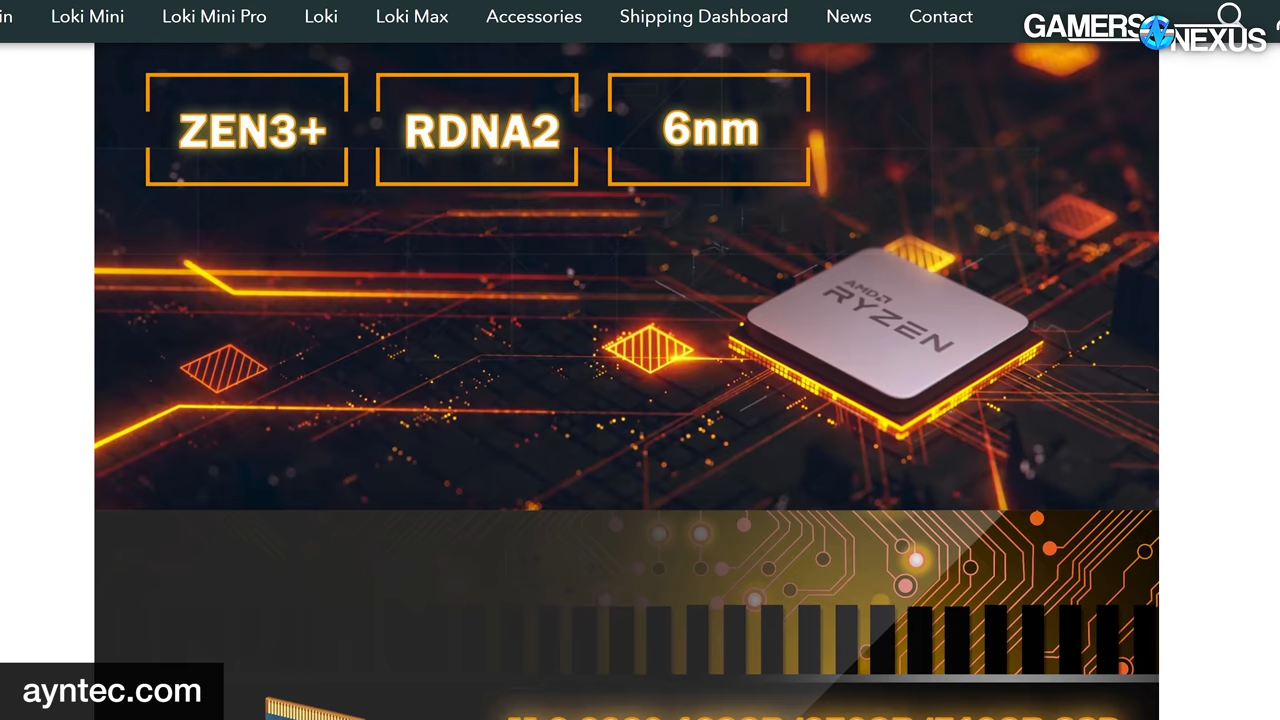 in Loki Mini Loki Mini Pro Loki Loki Max Accessories Shipping Dashboard News Contact
GAMERS NEXUS
ZEN3+ RDNA2 6nm
AMD
RYZEN
ayntec.com